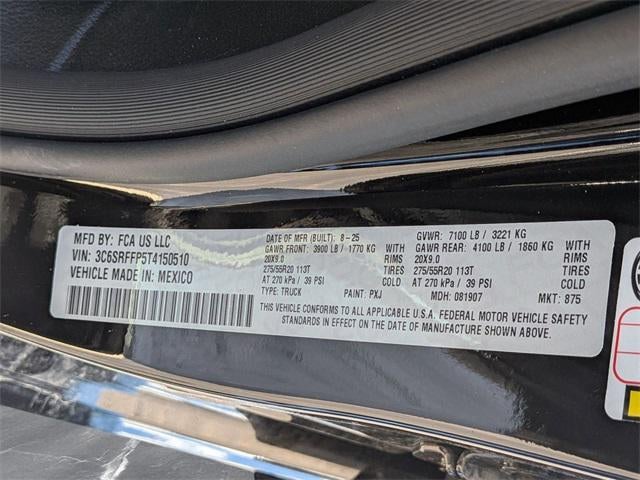 MFD BY: FCA US LLC
VIN: 3C6SRFFP5T4150510
VEHICLE MADE IN: MEXICO
DATE OF MFR (BUILT): 8-25 GVWR: 7100 LB / 3221 KG
GAWR FRONT: 3900 LB / 1770 KG GAWR REAR: 4100 LB / 1860 KG
20X9.0 RIMS 20X9.0 RIMS
275/55R20 113T TIRES 275/55R20 113T TIRES
AT 270 kPa / 39 PSI COLD AT 270 kPa / 39 PSI COLD
TYPE: TRUCK PAINT: PXJ MDH: 081907 MKT: 875
THIS VEHICLE CONFORMS TO ALL APPLICABLE U.S.A. FEDERAL MOTOR VEHICLE SAFETY
STANDARDS IN EFFECT ON THE DATE OF MANUFACTURE SHOWN ABOVE.